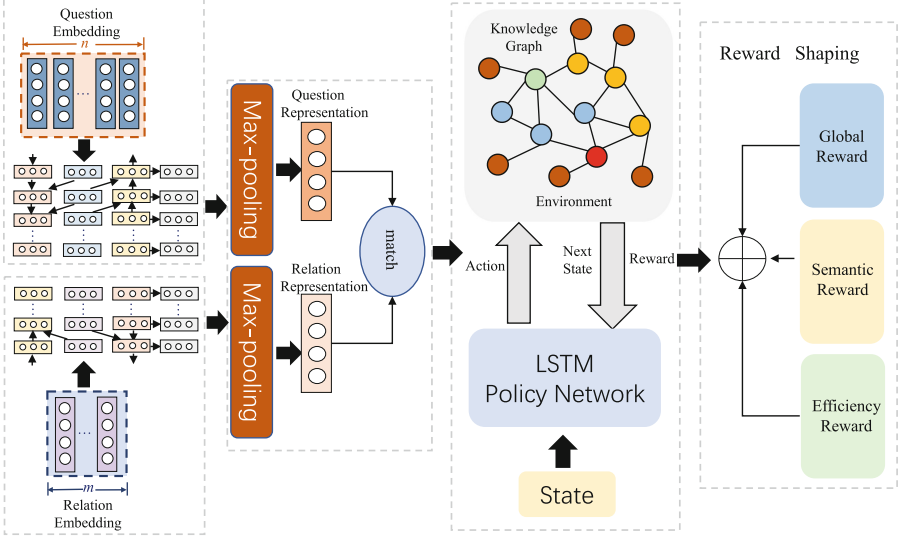 Question
Embedding
n
Max-pooling
Question
Representation
match
Relation
Representation
Max-pooling
m
Relation
Embedding
Knowledge
Graph
Environment
Action
Next
State
Reward
LSTM
Policy Network
State
Reward Shaping
Global
Reward
Semantic
Reward
Efficiency
Reward